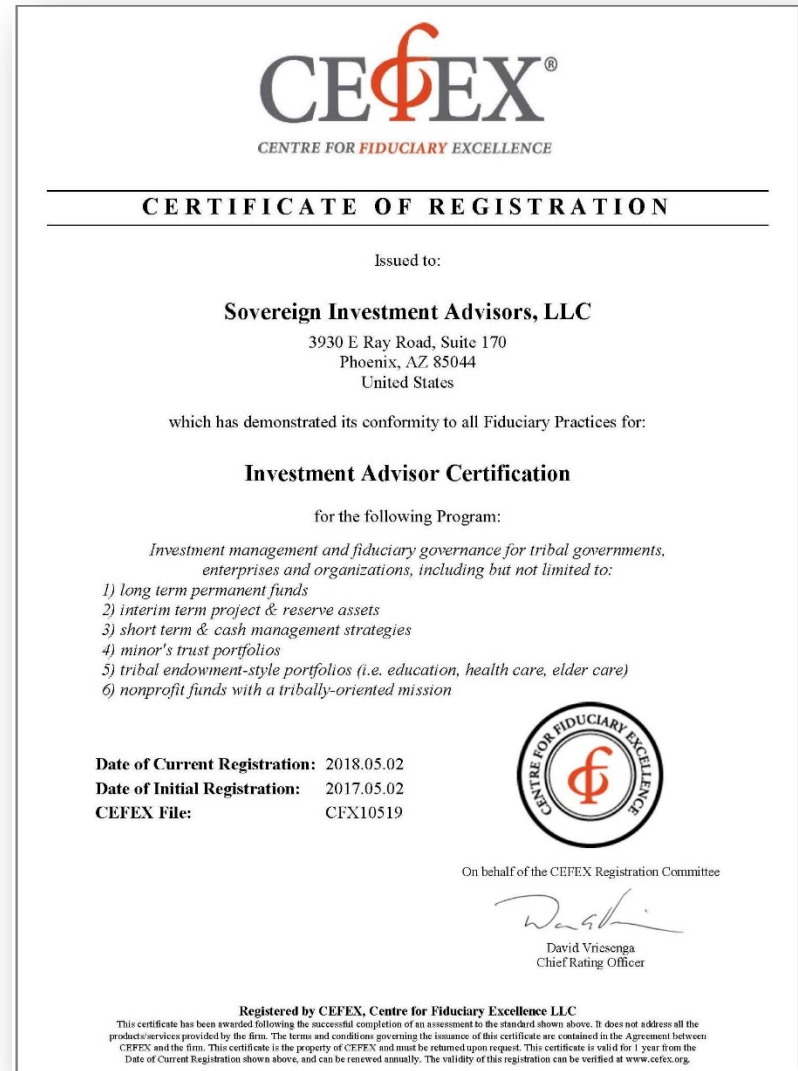 CEFEX®
CENTRE FOR FIDUCIARY EXCELLENCE
CERTIFICATE OF REGISTRATION
Issued to:
Sovereign Investment Advisors, LLC
3930 E Ray Road, Suite 170
Phoenix, AZ 85044
United States
which has demonstrated its conformity to all Fiduciary Practices for:
Investment Advisor Certification
for the following Program:
Investment management and fiduciary governance for tribal governments,
enterprises and organizations, including but not limited to:
1) long term permanent funds
2) interim term project & reserve assets
3) short term & cash management strategies
4) minor's trust portfolios
5) tribal endowment-style portfolios (i.e. education, health care, elder care)
6) nonprofit funds with a tribally-oriented mission
CENTRE FOR FIDUCIARY EXCELLENCE
Date of Current Registration: 2018.05.02
Date of Initial Registration: 2017.05.02
CEFEX File: CFX10519
On behalf of the CEFEX Registration Committee
David Vriesenga
Chief Rating Officer
Registered by CEFEX, Centre for Fiduciary Excellence LLC
This certificate has been awarded following the successful completion of an assessment to the standard shown above. It does not address all the
products/services provided by the firm. The terms and conditions governing the issuance of this certificate are contained in the Agreement between
CEFEX and the firm. This certificate is the property of CEFEX and must be returned upon request. This certificate is valid for 1 year from the
Date of Current Registration shown above, and can be renewed annually. The validity of this registration can be verified at www.cefex.org.